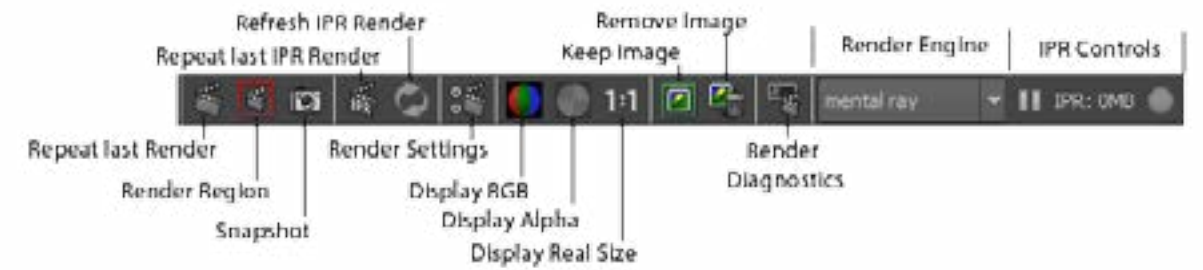 Refresh IPR Render
Remove Image
Repeat last IPR Render
Keep Image
Render Engine
IPR Controls
1:1
mental ray
IPR: 0MB
Repeat last Render
Render Settings
Render
Diagnostics
Render Region
Display RGB
Snapshot
Display Alpha
Display Real Size